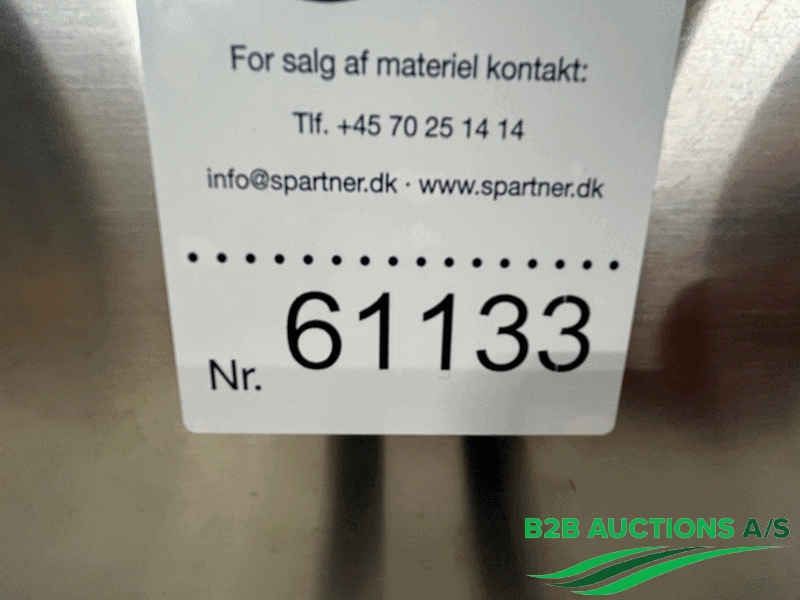 For salg af materiel kontakt:
Tlf. +45 70 25 14 14
info@spartner.dk · www.spartner.dk
Nr. 61133
B2B AUCTIONS A/S